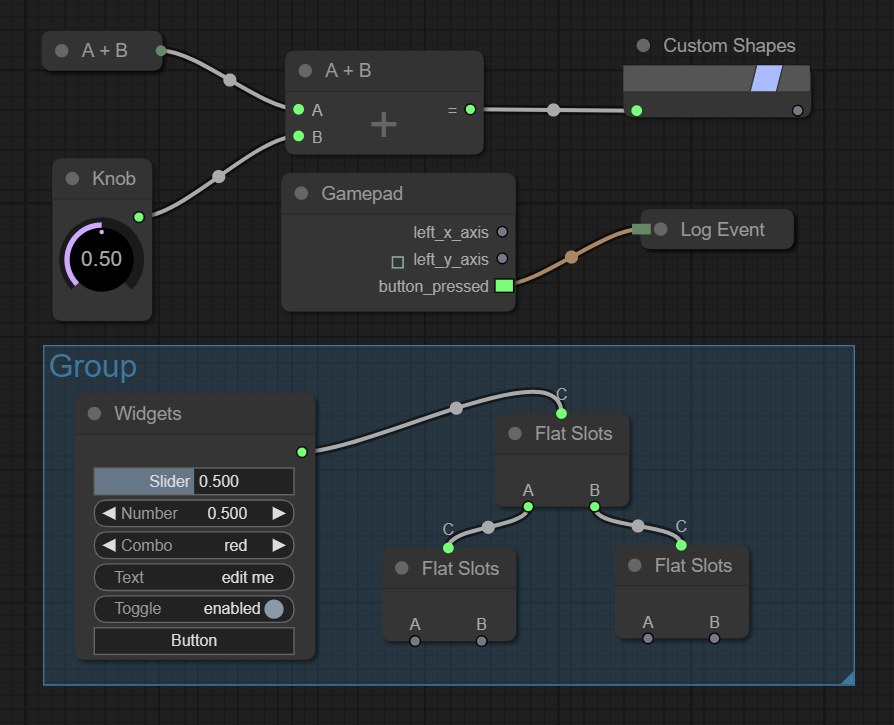 A + B
A + B
A =
B
Custom Shapes
Knob
0.50
Gamepad
left_x_axis
left_y_axis
button_pressed
Log Event
Group
Widgets
Slider 0.500
Number 0.500
Combo red
Text edit me
Toggle enabled
Button
C
Flat Slots
A B
C
Flat Slots
A B
C
Flat Slots
A B